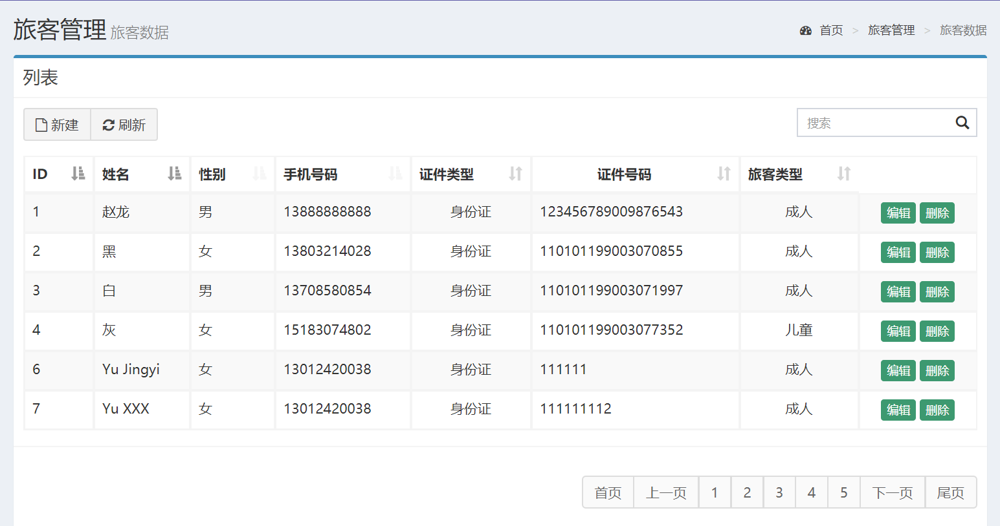 旅客管理 旅客数据
首页 > 旅客管理 > 旅客数据
列表
新建 刷新
搜索
ID 姓名 性别 手机号码 证件类型 证件号码 旅客类型
1 赵龙 男 13888888888 身份证 123456789009876543 成人 编辑 删除
2 黑 女 13803214028 身份证 110101199003070855 成人 编辑 删除
3 白 男 13708580854 身份证 110101199003071997 成人 编辑 删除
4 灰 女 15183074802 身份证 110101199003077352 儿童 编辑 删除
6 Yu Jingyi 女 13012420038 身份证 111111 成人 编辑 删除
7 Yu XXX 女 13012420038 身份证 111111112 成人 编辑 删除
首页 上一页 1 2 3 4 5 下一页 尾页